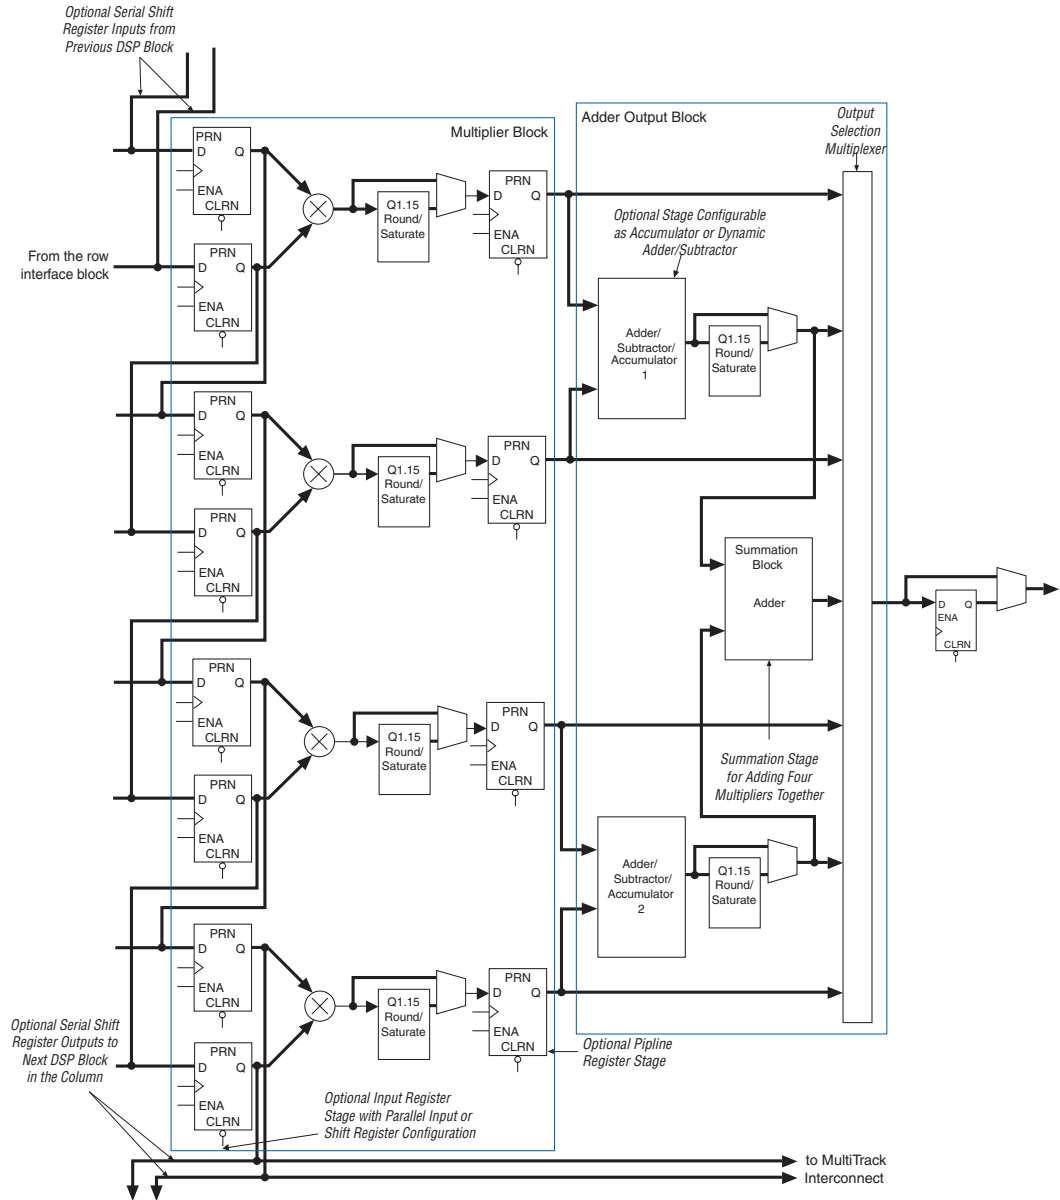 Optional Serial Shift
Register Inputs from
Previous DSP Block
Multiplier Block
Adder Output Block
Output
Selection
Multiplexer
PRN
D Q
ENA
CLRN
Q1.15
Round/
Saturate
PRN
D Q
ENA
CLRN
From the row
interface block
PRN
D Q
ENA
CLRN
Optional Stage Configurable
as Accumulator or Dynamic
Adder/Subtractor
Adder/
Subtractor/
Accumulator
1
Q1.15
Round/
Saturate
PRN
D Q
ENA
CLRN
Q1.15
Round/
Saturate
PRN
D Q
ENA
CLRN
PRN
D Q
ENA
CLRN
Summation
Block
Adder
D Q
ENA
CLRN
PRN
D Q
ENA
CLRN
Q1.15
Round/
Saturate
PRN
D Q
ENA
CLRN
PRN
D Q
ENA
CLRN
Summation Stage
for Adding Four
Multipliers Together
Adder/
Subtractor/
Accumulator
2
Q1.15
Round/
Saturate
PRN
D Q
ENA
CLRN
Q1.15
Round/
Saturate
PRN
D Q
ENA
CLRN
PRN
D Q
ENA
CLRN
Optional Serial Shift
Register Outputs to
Next DSP Block
in the Column
Optional Pipline
Register Stage
Optional Input Register
Stage with Parallel Input or
Shift Register Configuration
to MultiTrack
Interconnect